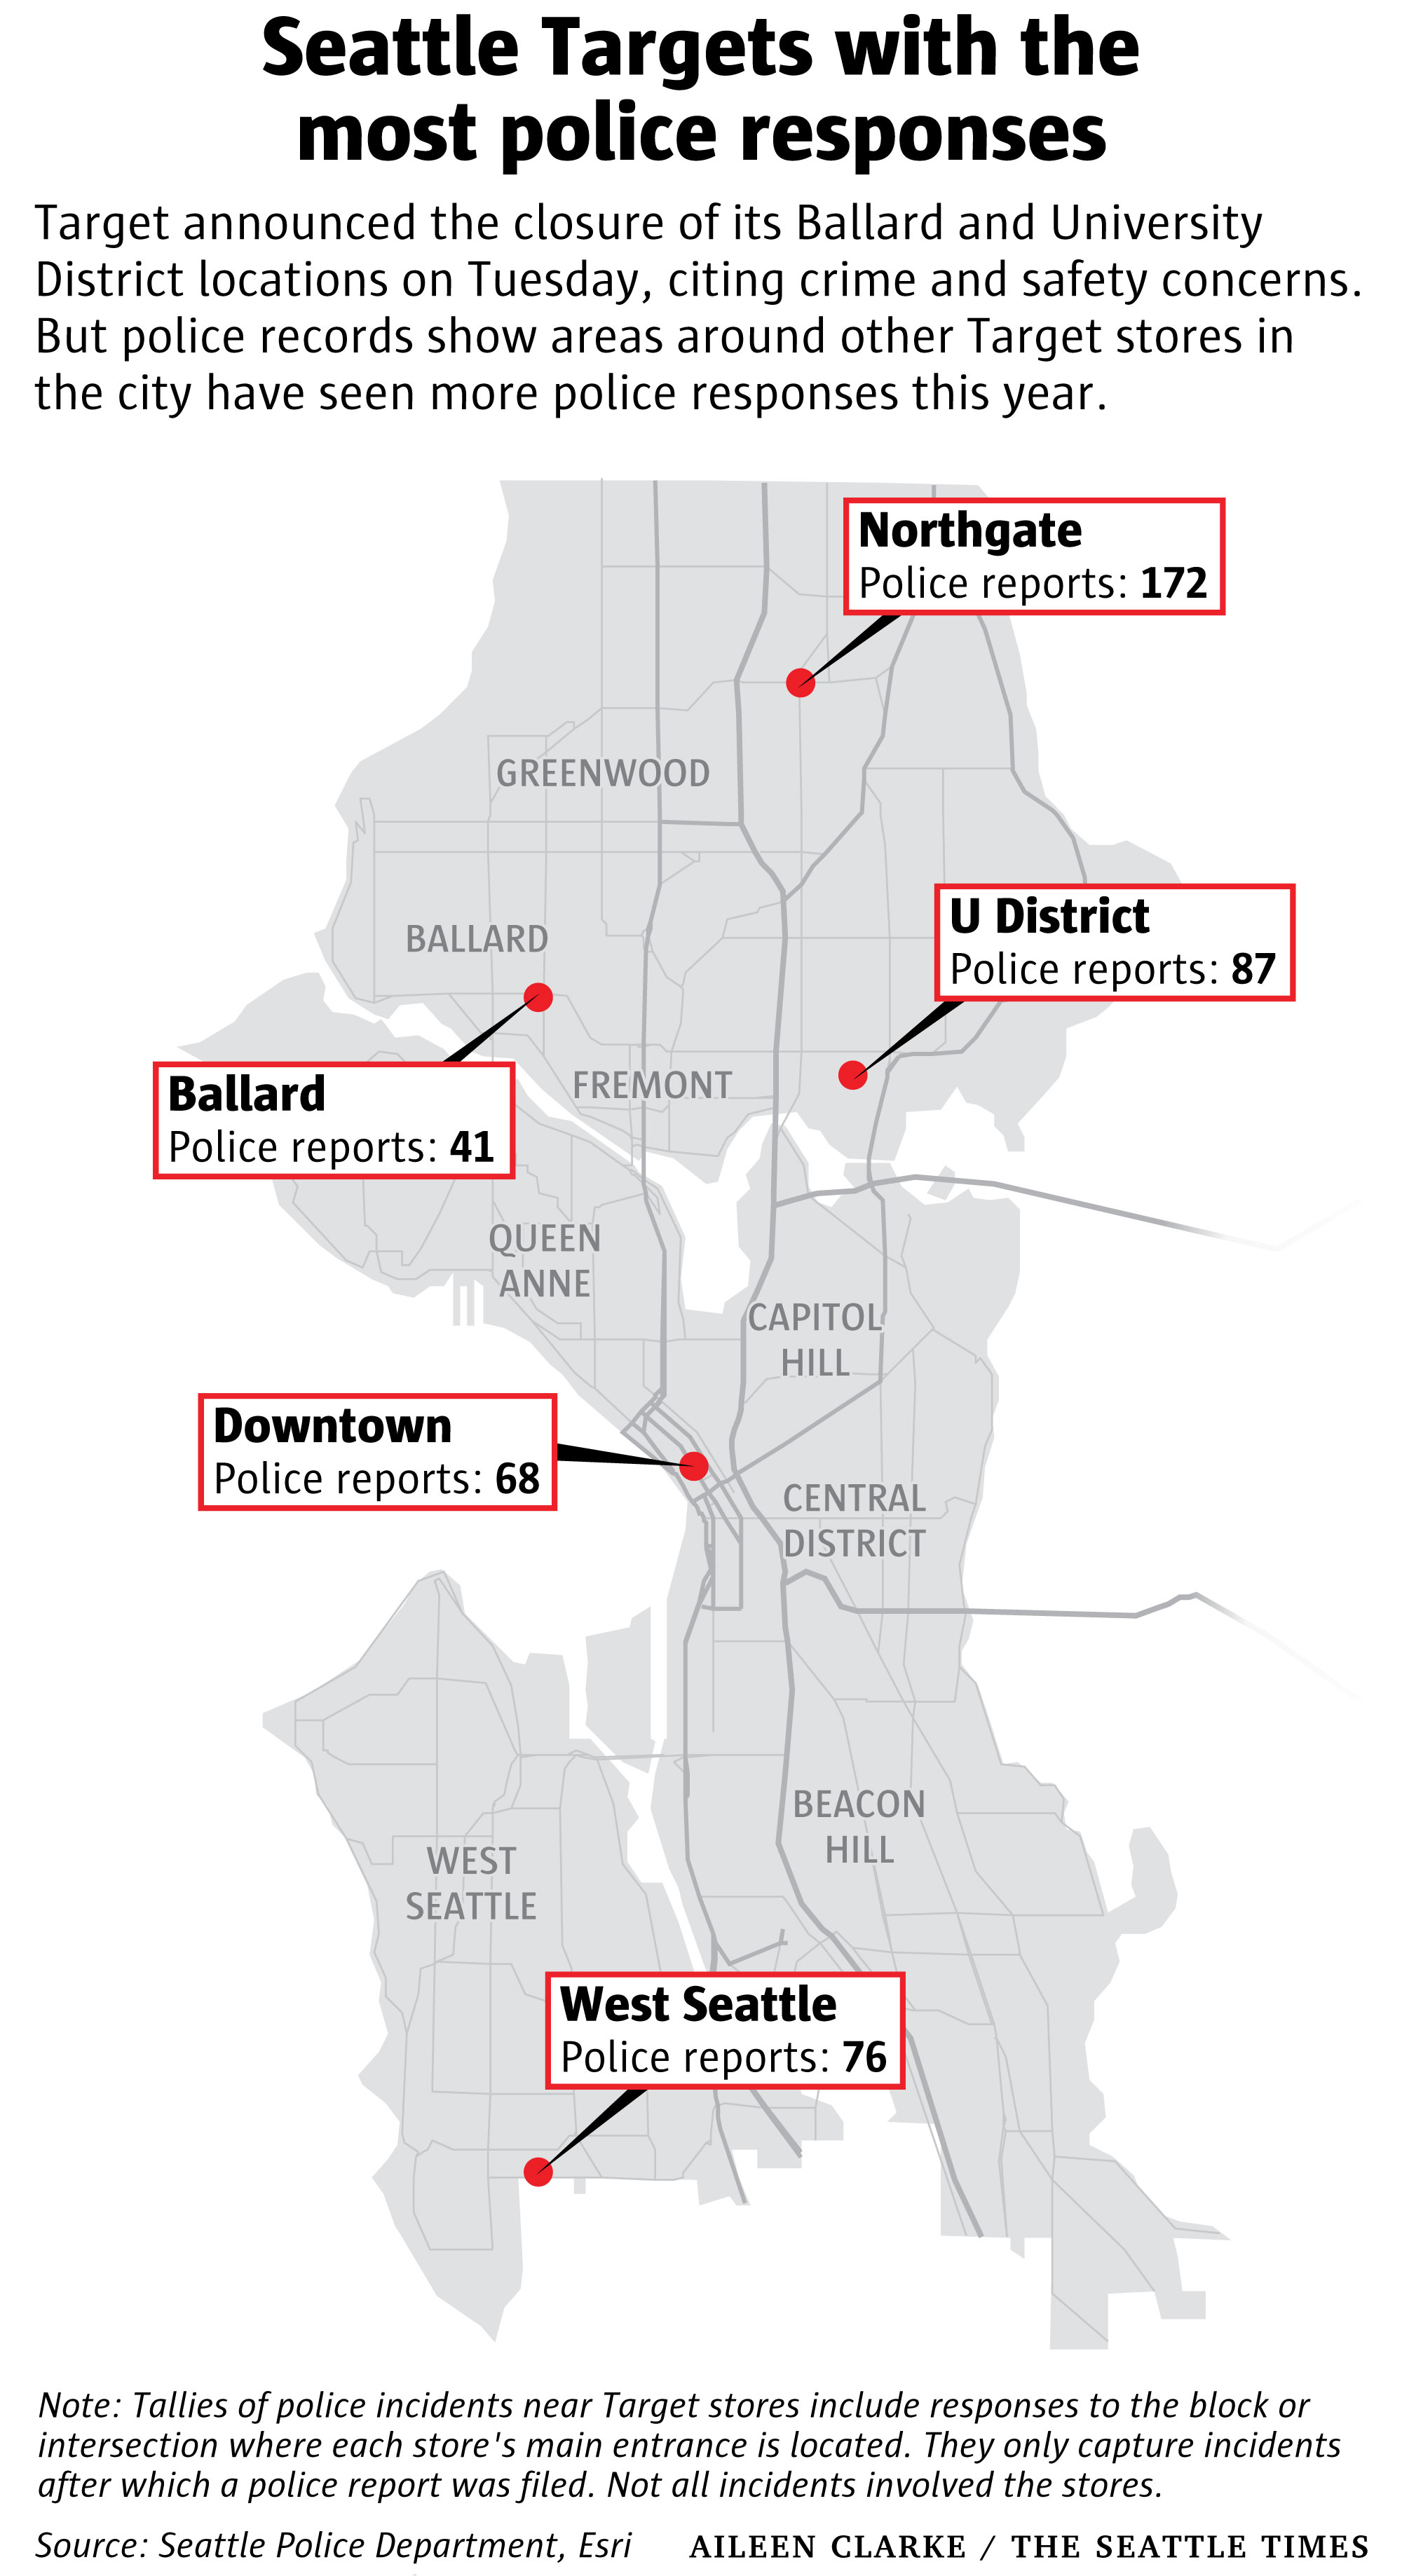 Seattle Targets with the
most police responses
Target announced the closure of its Ballard and University
District locations on Tuesday, citing crime and safety concerns.
But police records show areas around other Target stores in
the city have seen more police responses this year.
Northgate
Police reports: 172
GREENWOOD
U District
Police reports: 87
BALLARD
Ballard
Police reports: 41
FREMONT
QUEEN
ANNE
CAPITOL
HILL
Downtown
Police reports: 68
CENTRAL
DISTRICT
BEACON
HILL
WEST
SEATTLE
West Seattle
Police reports: 76
Note: Tallies of police incidents near Target stores include responses to the block or
intersection where each store's main entrance is located. They only capture incidents
after which a police report was filed. Not all incidents involved the stores.
Source: Seattle Police Department, Esri
AILEEN CLARKE / THE SEATTLE TIMES